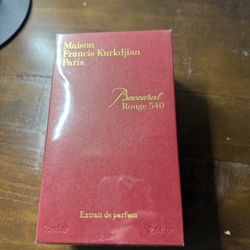 Maison
Francis Kurkdjian
Paris
Baccarat
Rouge 540
Extrait de parfum